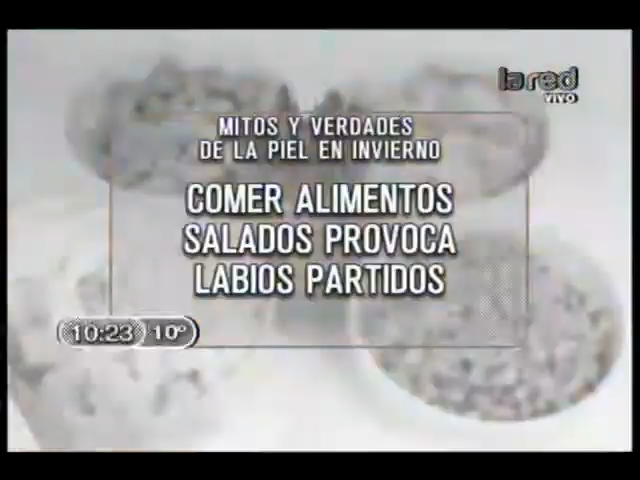 la red
VIVO
MITOS Y VERDADES
DE LA PIEL EN INVIERNO
COMER ALIMENTOS
SALADOS PROVOCA
LABIOS PARTIDOS
10:23 10°